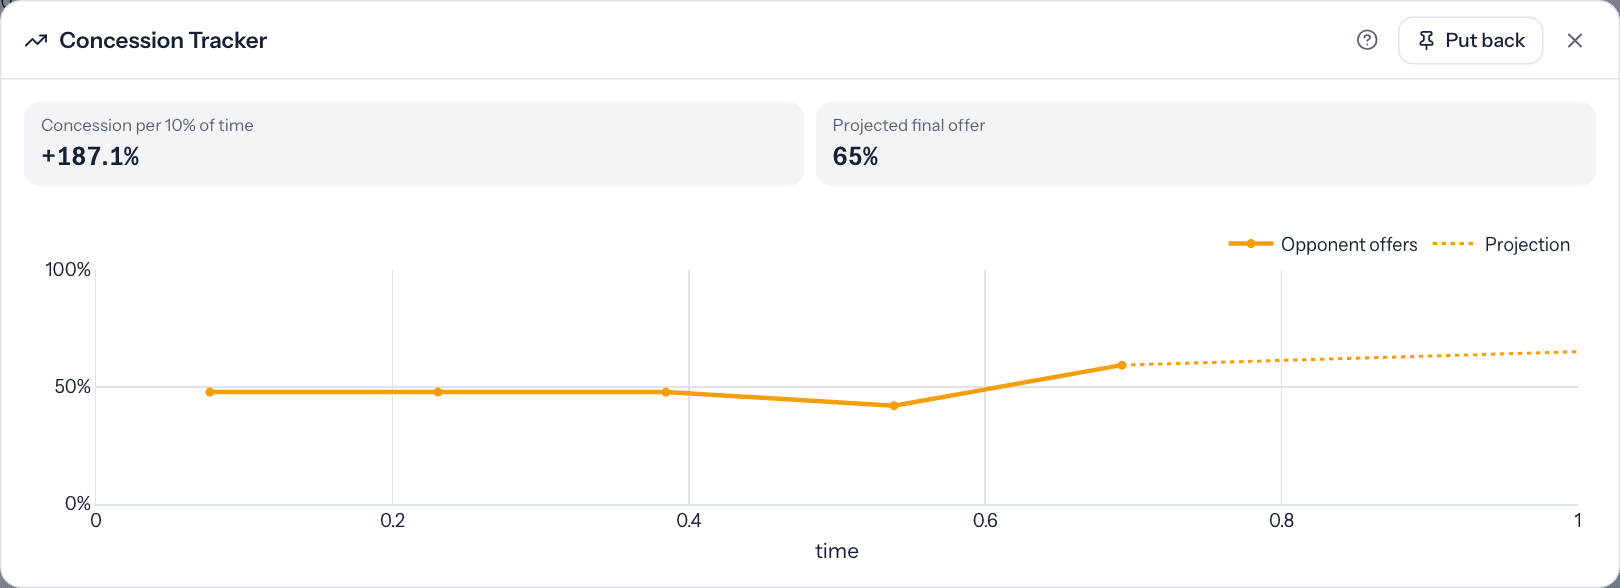 Concession Tracker
Put back
Concession per 10% of time
+187.1%
Projected final offer
65%
Opponent offers
Projection
100%
50%
0%
0
0.2
0.4
0.6
0.8
1
time